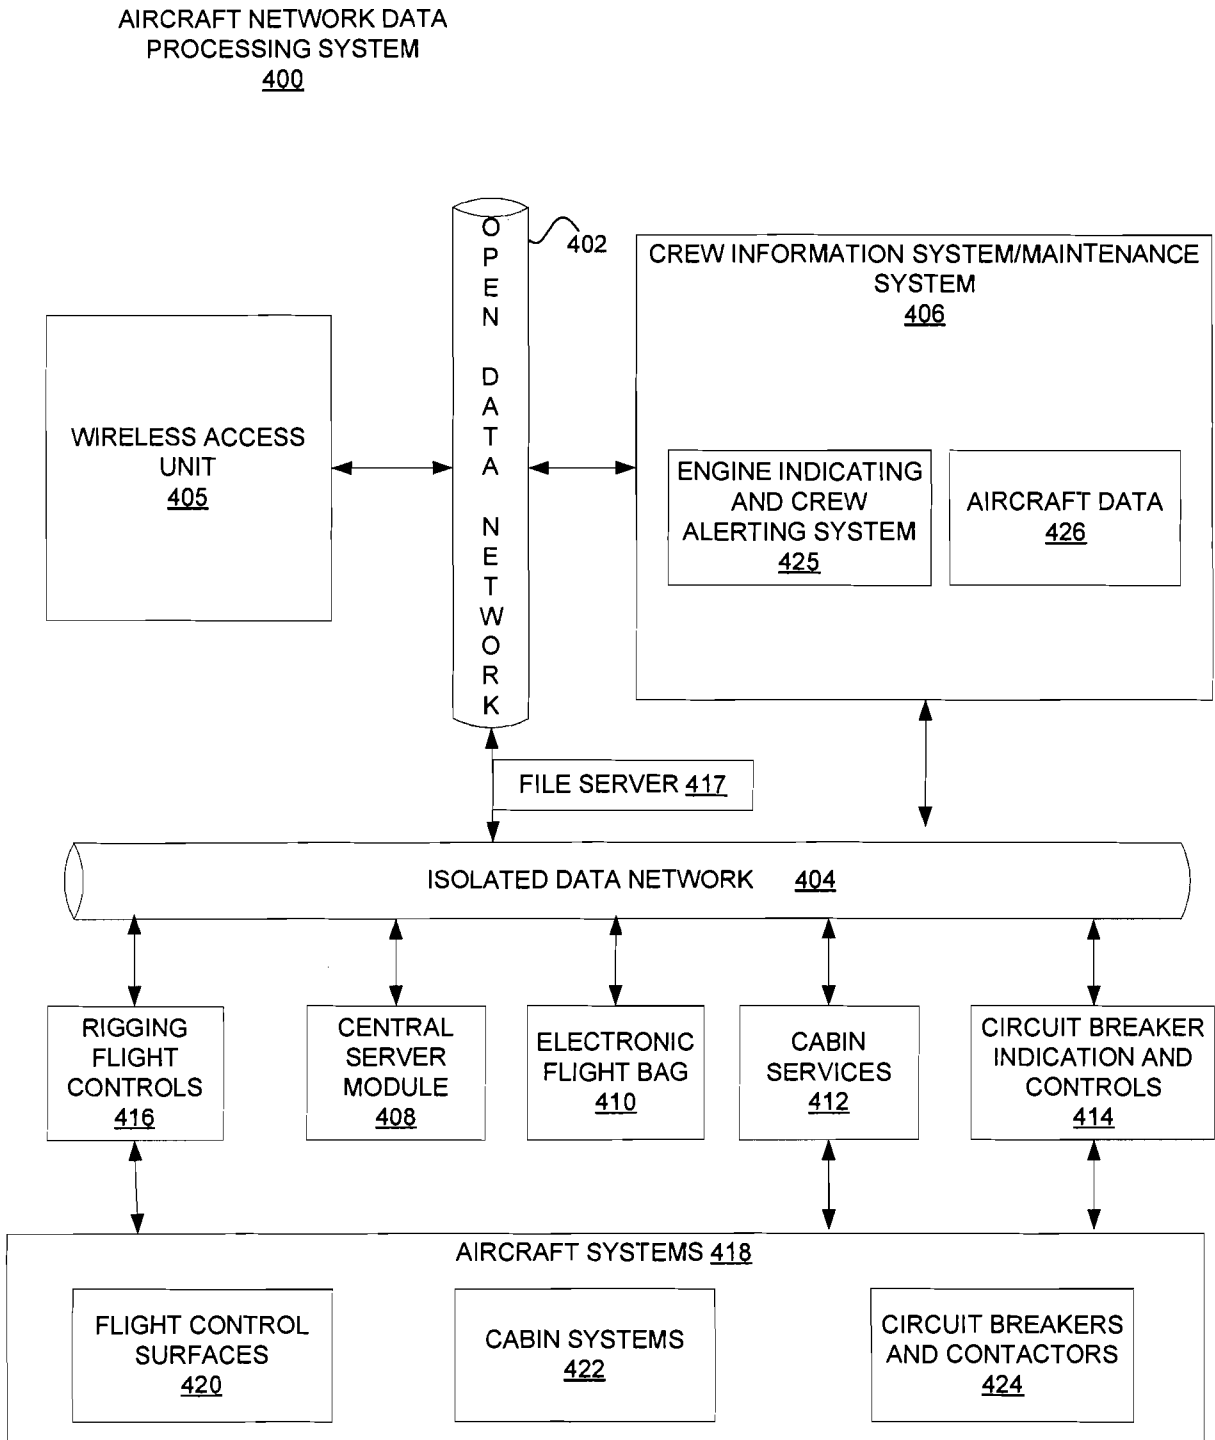 AIRCRAFT NETWORK DATA
PROCESSING SYSTEM
400
OPEN DATA NETWORK
402
CREW INFORMATION SYSTEM/MAINTENANCE
SYSTEM
406
WIRELESS ACCESS
UNIT
405
ENGINE INDICATING
AND CREW
ALERTING SYSTEM
425
AIRCRAFT DATA
426
FILE SERVER 417
ISOLATED DATA NETWORK 404
RIGGING
FLIGHT
CONTROLS
416
CENTRAL
SERVER
MODULE
408
ELECTRONIC
FLIGHT BAG
410
CABIN
SERVICES
412
CIRCUIT BREAKER
INDICATION AND
CONTROLS
414
AIRCRAFT SYSTEMS 418
FLIGHT CONTROL
SURFACES
420
CABIN SYSTEMS
422
CIRCUIT BREAKERS
AND CONTACTORS
424